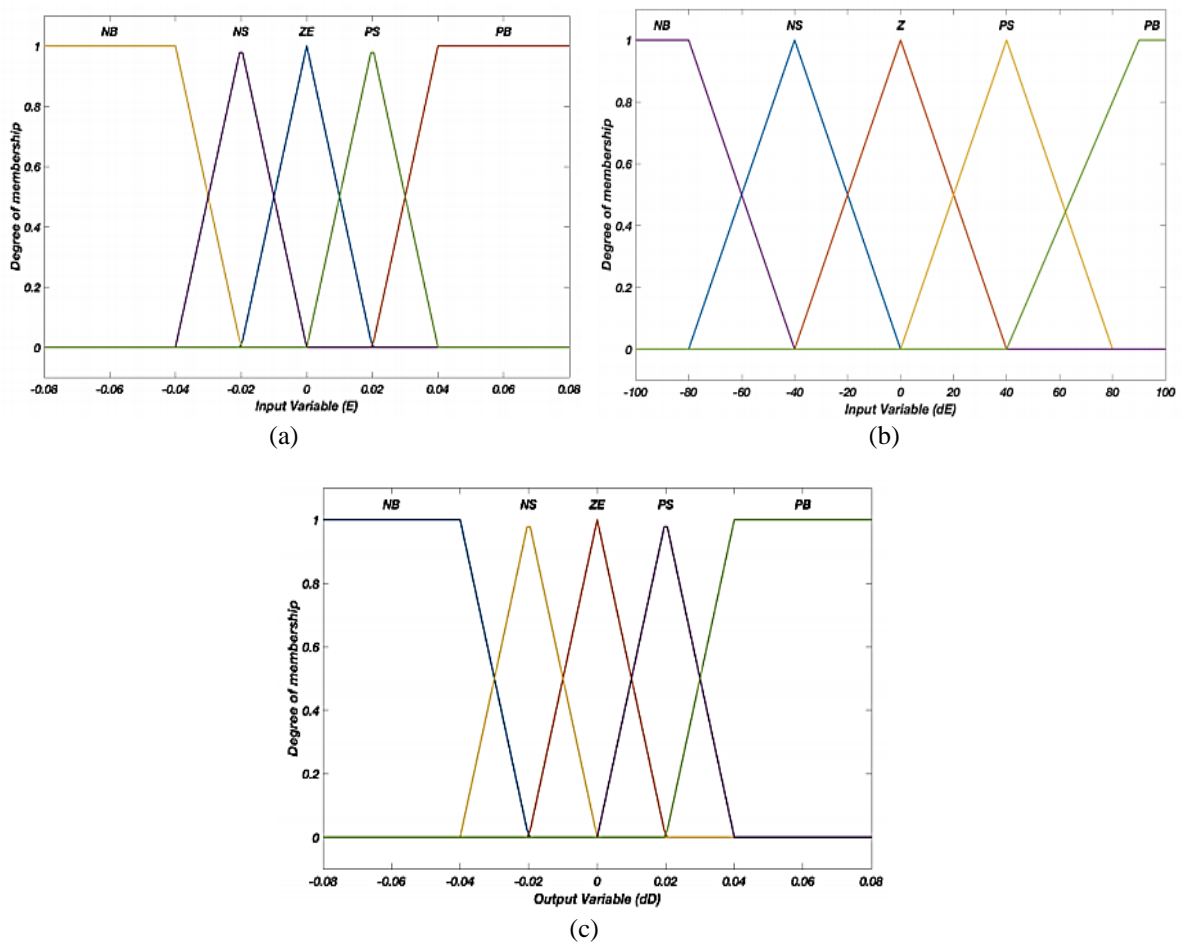 NB NS ZE PS PB
1
0.8
0.6
0.4
0.2
0
Degree of membership
-0.08 -0.06 -0.04 -0.02 0 0.02 0.04 0.06 0.08
Input Variable (E)
(a)
NB NS Z PS PB
1
0.8
0.6
0.4
0.2
0
Degree of membership
-100 -80 -60 -40 -20 0 20 40 60 80 100
Input Variable (dE)
(b)
NB NS ZE PS PB
1
0.8
0.6
0.4
0.2
0
Degree of membership
-0.08 -0.06 -0.04 -0.02 0 0.02 0.04 0.06 0.08
Output Variable (dD)
(c)